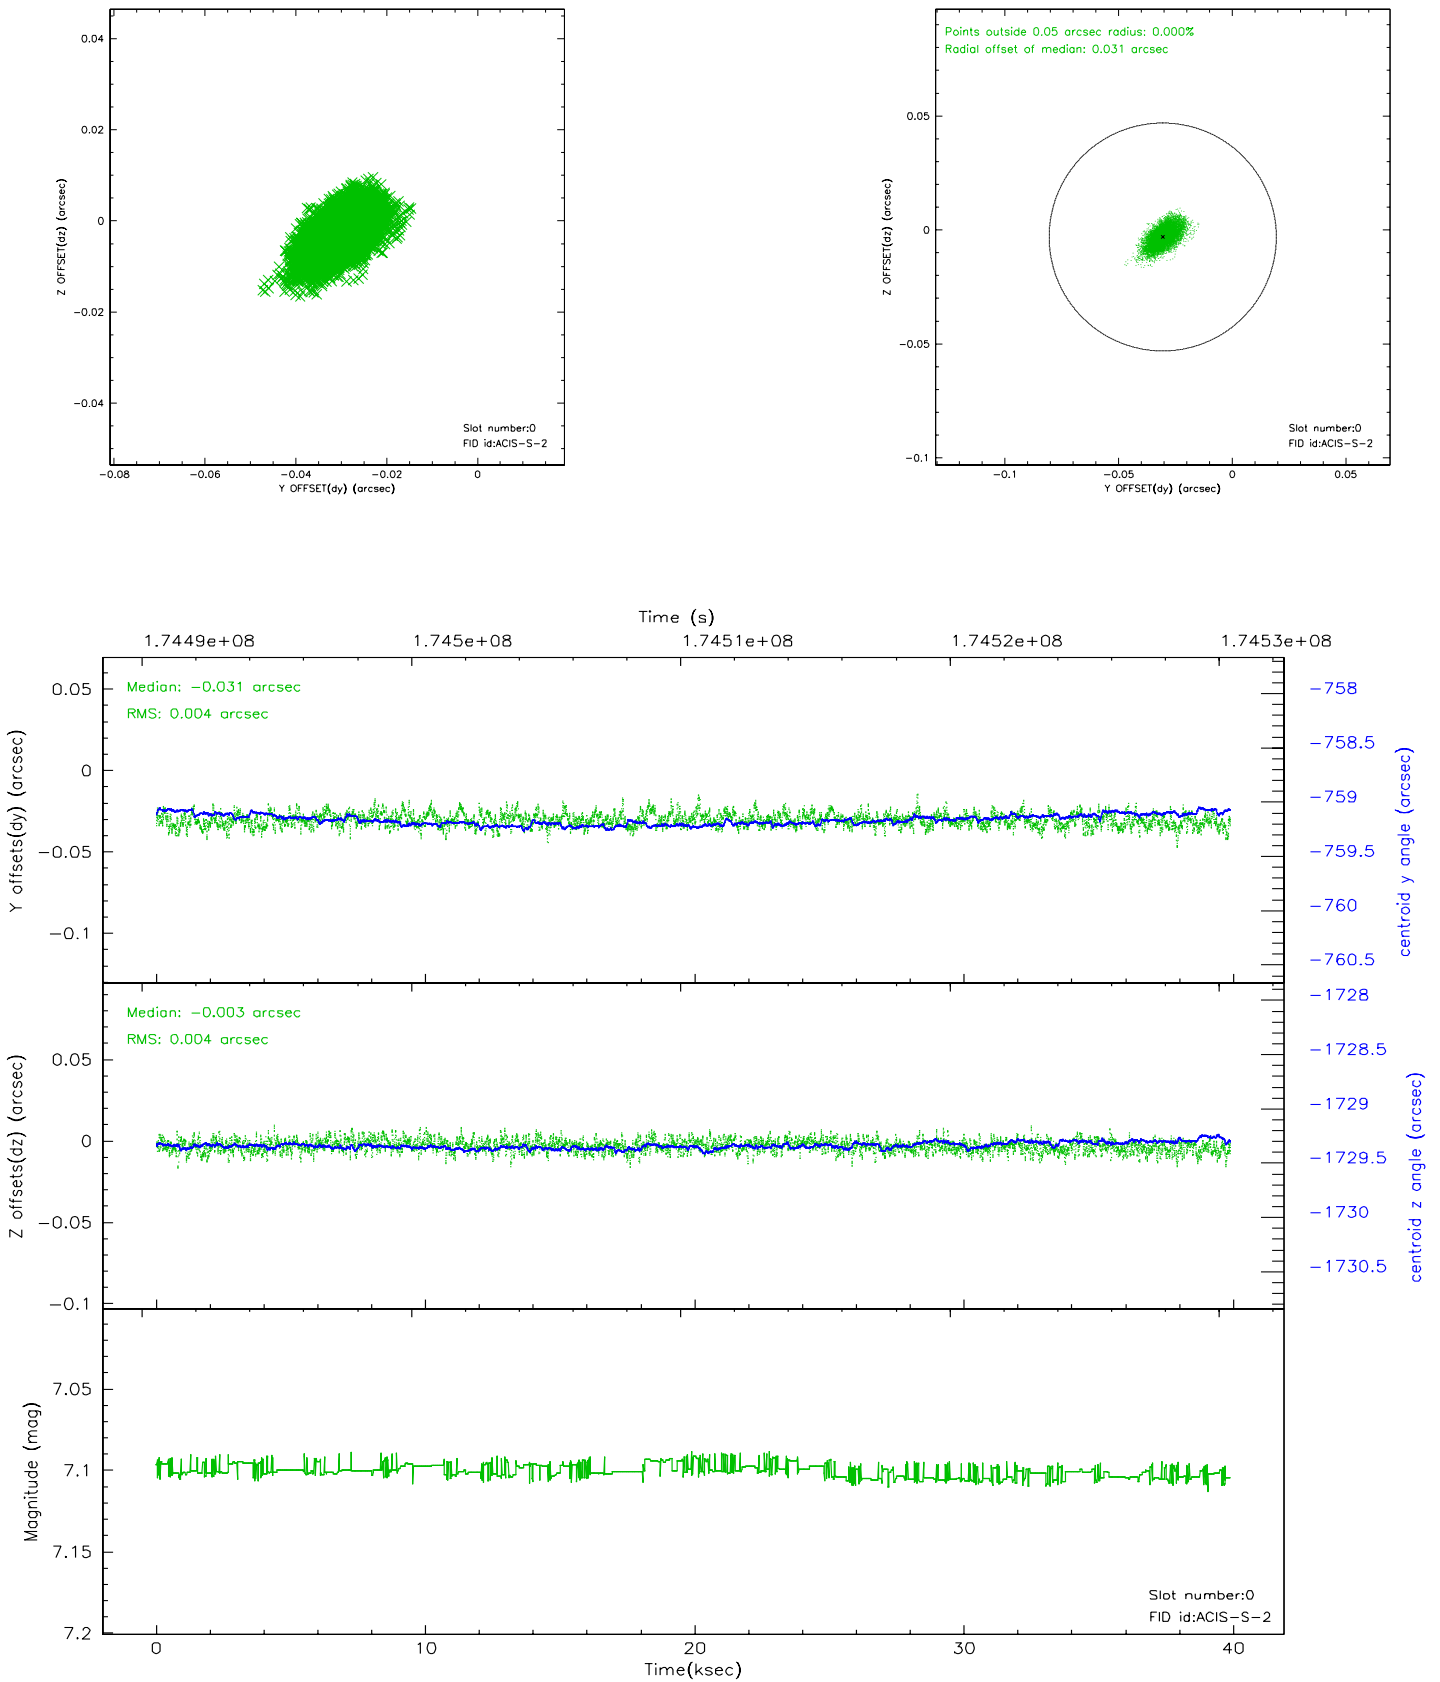 0.04
0.02
0
−0.02
−0.04
Z OFFSET(dz) (arcsec)
Slot number:0
FID id:ACIS−S−2
−0.08
−0.06
−0.04
−0.02
0
Y OFFSET(dy) (arcsec)
Points outside 0.05 arcsec radius: 0.000%
Radial offset of median: 0.031 arcsec
0.05
0
−0.05
−0.1
Z OFFSET(dz) (arcsec)
Slot number:0
FID id:ACIS−S−2
−0.1
−0.05
0
0.05
Y OFFSET(dy) (arcsec)
Time (s)
1.7449e+08
1.745e+08
1.7451e+08
1.7452e+08
1.7453e+08
Median: −0.031 arcsec
RMS: 0.004 arcsec
0.05
0
−0.05
−0.1
Y offsets(dy) (arcsec)
−758
−758.5
−759
−759.5
−760
−760.5
centroid y angle (arcsec)
Median: −0.003 arcsec
RMS: 0.004 arcsec
0.05
0
−0.05
−0.1
Z offsets(dz) (arcsec)
−1728
−1728.5
−1729
−1729.5
−1730
−1730.5
centroid z angle (arcsec)
7.05
7.1
7.15
7.2
Magnitude (mag)
Slot number:0
FID id:ACIS−S−2
0
10
20
30
40
Time(ksec)